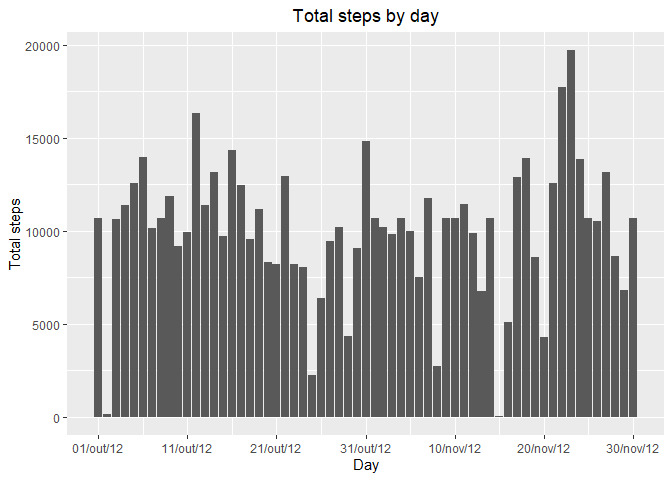 Total steps by day
Total steps
20000
15000
10000
5000
0
01/out/12 11/out/12 21/out/12 31/out/12 10/nov/12 20/nov/12 30/nov/12
Day